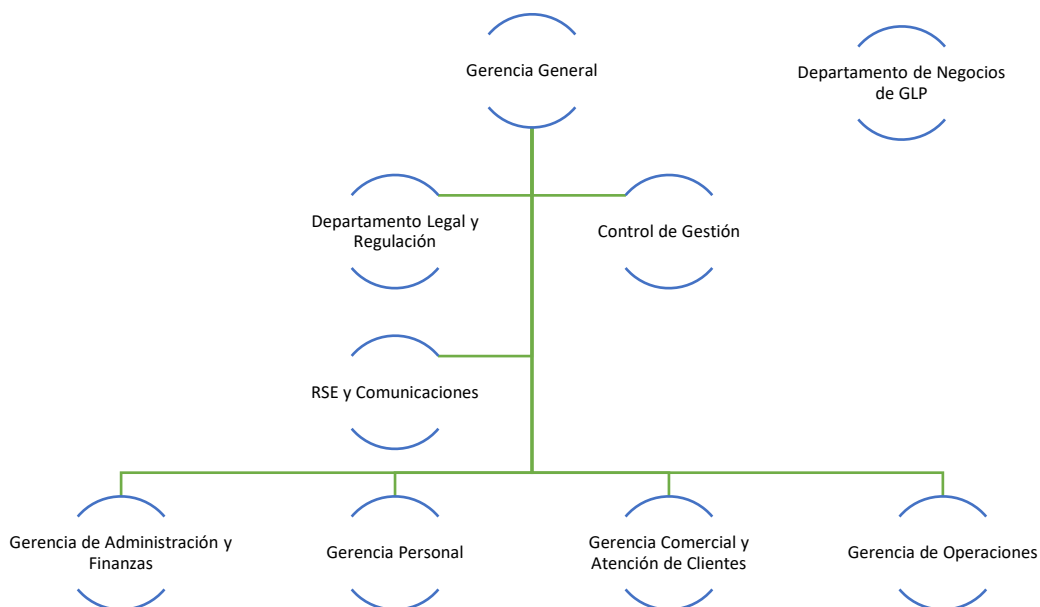 Gerencia General
Departamento de Negocios
de GLP
Departamento Legal y
Regulación
Control de Gestión
RSE y Comunicaciones
Gerencia de Administración y
Finanzas
Gerencia Personal
Gerencia Comercial y
Atención de Clientes
Gerencia de Operaciones